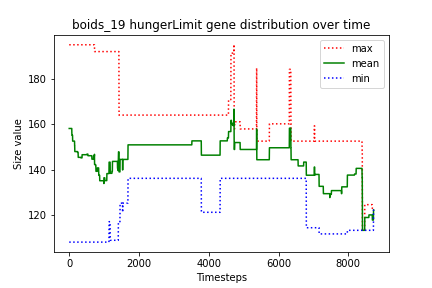 boids_19 hungerLimit gene distribution over time
max
mean
min
Size value
180
160
140
120
0
2000
4000
6000
8000
Timesteps